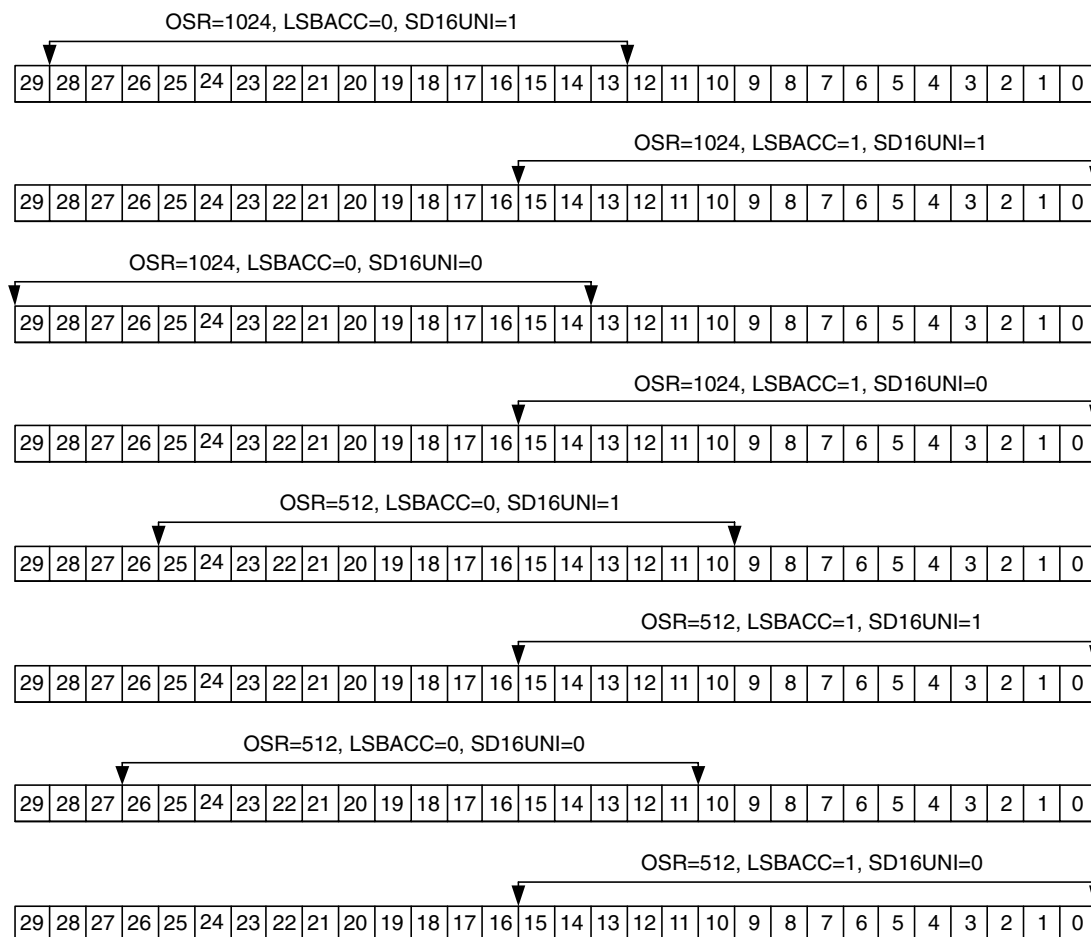 OSR=1024, LSBACC=0, SD16UNI=1
29 28 27 26 25 24 23 22 21 20 19 18 17 16 15 14 13 12 11 10 9 8 7 6 5 4 3 2 1 0
OSR=1024, LSBACC=1, SD16UNI=1
29 28 27 26 25 24 23 22 21 20 19 18 17 16 15 14 13 12 11 10 9 8 7 6 5 4 3 2 1 0
OSR=1024, LSBACC=0, SD16UNI=0
29 28 27 26 25 24 23 22 21 20 19 18 17 16 15 14 13 12 11 10 9 8 7 6 5 4 3 2 1 0
OSR=1024, LSBACC=1, SD16UNI=0
29 28 27 26 25 24 23 22 21 20 19 18 17 16 15 14 13 12 11 10 9 8 7 6 5 4 3 2 1 0
OSR=512, LSBACC=0, SD16UNI=1
29 28 27 26 25 24 23 22 21 20 19 18 17 16 15 14 13 12 11 10 9 8 7 6 5 4 3 2 1 0
OSR=512, LSBACC=1, SD16UNI=1
29 28 27 26 25 24 23 22 21 20 19 18 17 16 15 14 13 12 11 10 9 8 7 6 5 4 3 2 1 0
OSR=512, LSBACC=0, SD16UNI=0
29 28 27 26 25 24 23 22 21 20 19 18 17 16 15 14 13 12 11 10 9 8 7 6 5 4 3 2 1 0
OSR=512, LSBACC=1, SD16UNI=0
29 28 27 26 25 24 23 22 21 20 19 18 17 16 15 14 13 12 11 10 9 8 7 6 5 4 3 2 1 0